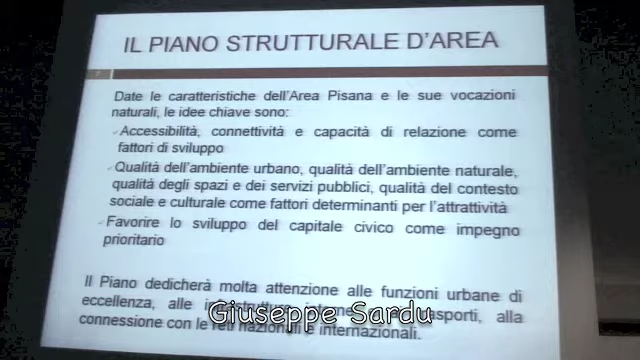 IL PIANO STRUTTURALE D'AREA
Date le caratteristiche dell'Area Pisana e le sue vocazioni
naturali, le idee chiave sono:
Accessibilità, connettività e capacità di relazione come
fattori di sviluppo
Qualità dell'ambiente urbano, qualità dell'ambiente naturale,
qualità degli spazi e dei servizi pubblici, qualità del contesto
sociale e culturale come fattori determinanti per l'attrattività
Favorire lo sviluppo del capitale civico come impegno
prioritario
Il Piano dedicherà molta attenzione alle funzioni urbane di
eccellenza, alle alla
connessione con le reti nazionali e internazionali.
Giuseppe Sardu